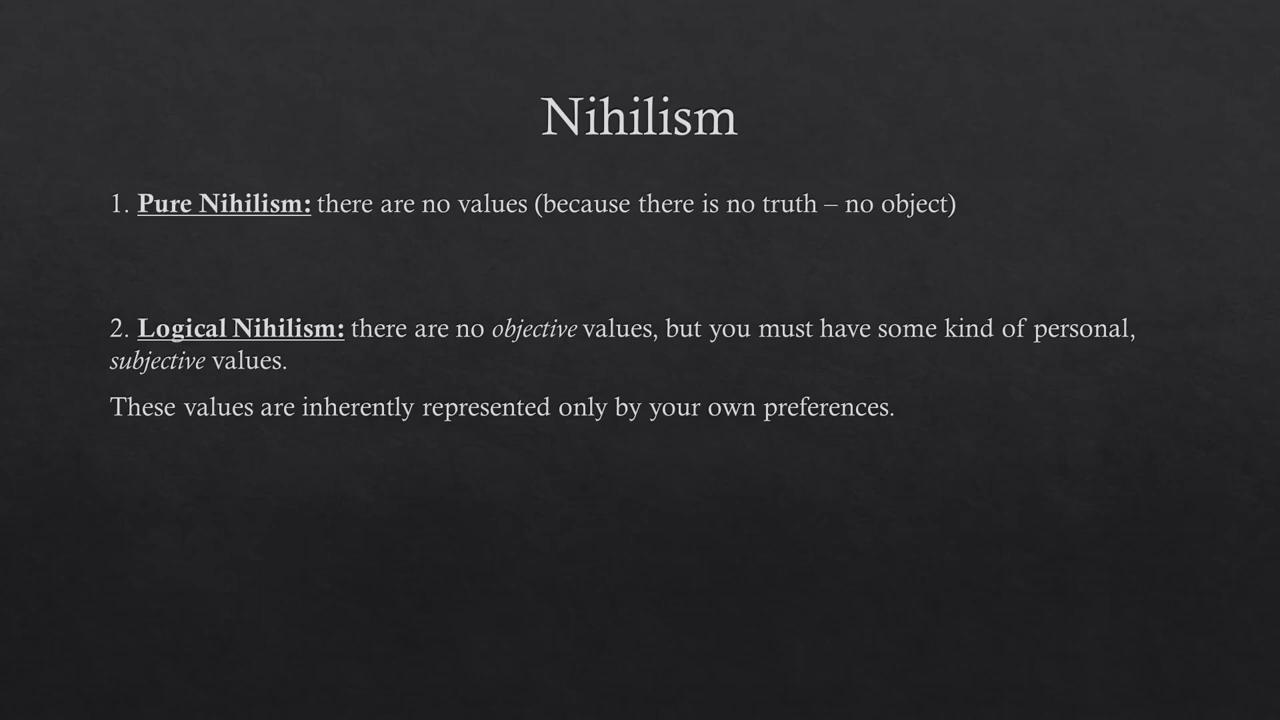 Nihilism
1. Pure Nihilism: there are no values (because there is no truth – no object)
2. Logical Nihilism: there are no objective values, but you must have some kind of personal,
subjective values.
These values are inherently represented only by your own preferences.